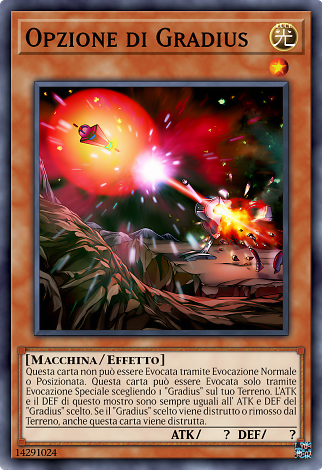 Opzione di Gradius
光
[Macchina/Effetto]
Questa carta non può essere Evocata tramite Evocazione Normale
o Posizionata. Questa carta può essere Evocata solo tramite
Evocazione Speciale scegliendo 1 "Gradius" sul tuo Terreno. L'ATK
e il DEF di questo mostro sono sempre uguali all' ATK e DEF del
"Gradius" scelto. Se il "Gradius" scelto viene distrutto o rimosso dal
Terreno, anche questa carta viene distrutta.
ATK/ ? DEF/ ?
14291024